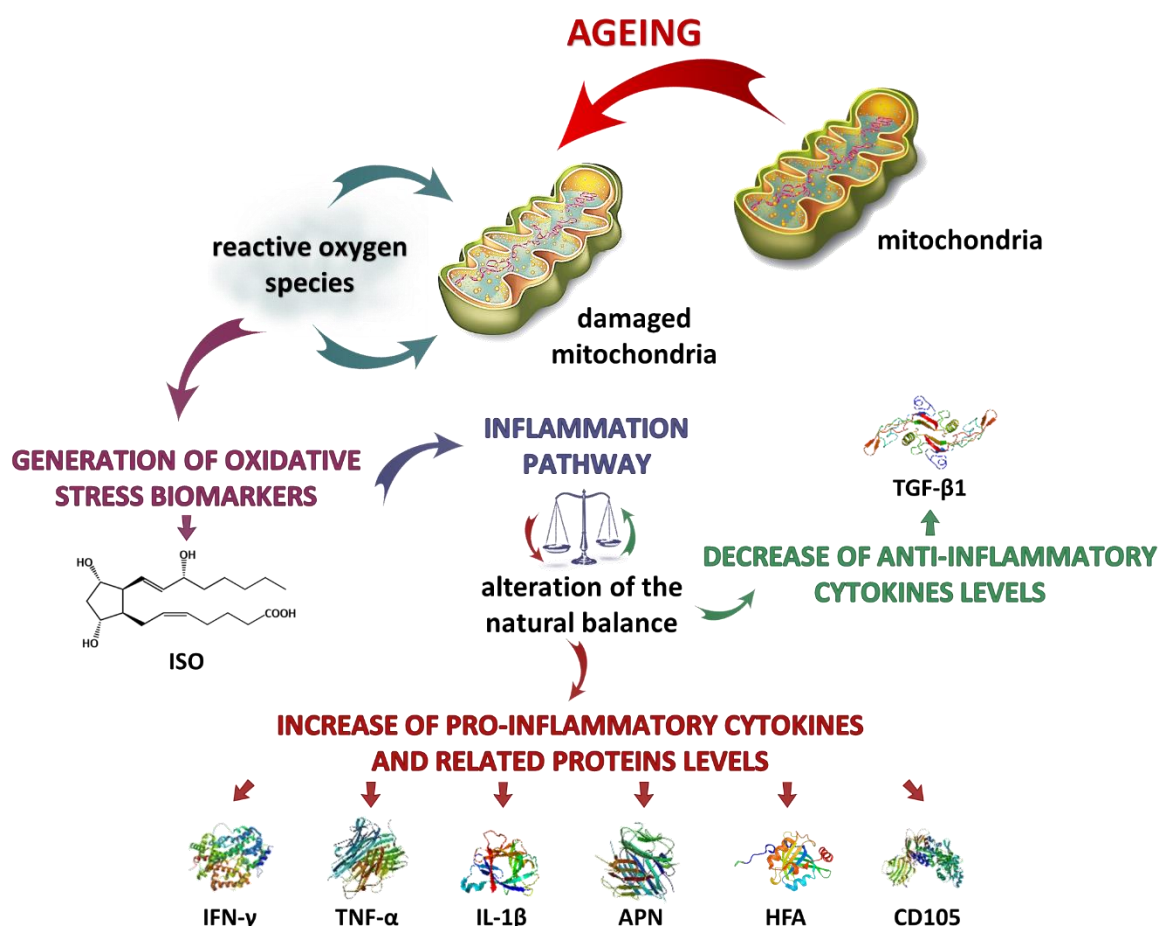 AGEING
mitochondria
reactive oxygen
species
damaged
mitochondria
INFLAMMATION
PATHWAY
GENERATION OF OXIDATIVE
STRESS BIOMARKERS
TGF-β1
DECREASE OF ANTI-INFLAMMATORY
CYTOKINES LEVELS
alteration of the
natural balance
HO
OH
COOH
HO
ISO
INCREASE OF PRO-INFLAMMATORY CYTOKINES
AND RELATED PROTEINS LEVELS
IFN-γ
TNF-α
IL-1β
APN
HFA
CD105